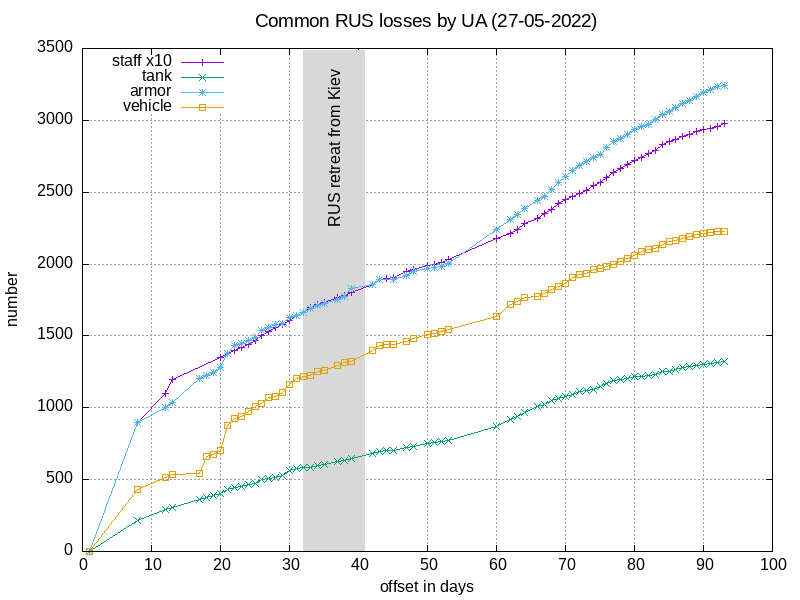 Common RUS losses by UA (27-05-2022)
staff x10
tank
armor
vehicle
RUS retreat from Kiev
number
3500
3000
2500
2000
1500
1000
500
0
0 10 20 30 40 50 60 70 80 90 100
offset in days